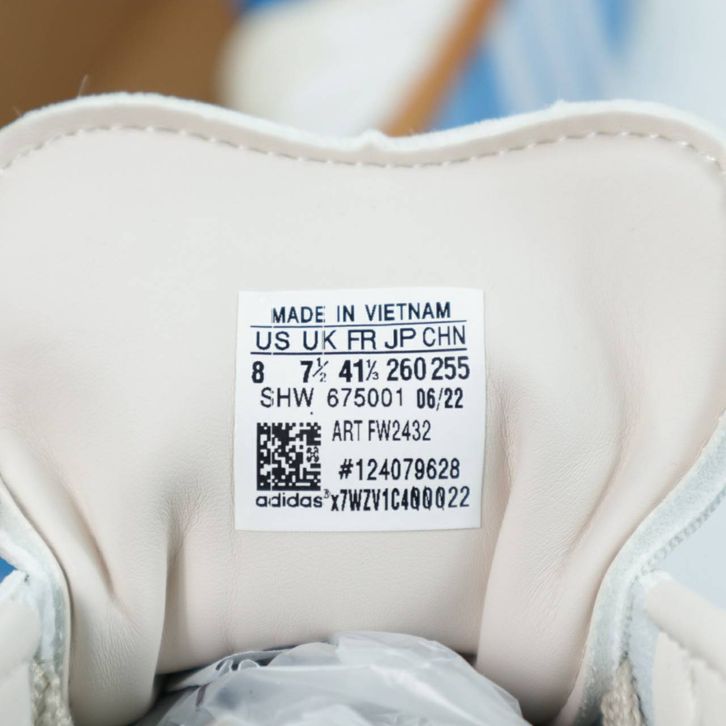 MADE IN VIETNAM
US UK FR JP CHN
8 7½ 41⅓ 260 255
SHW 675001 06/22
ART FW2432
#124079628
adidas® x7WZV1C400022